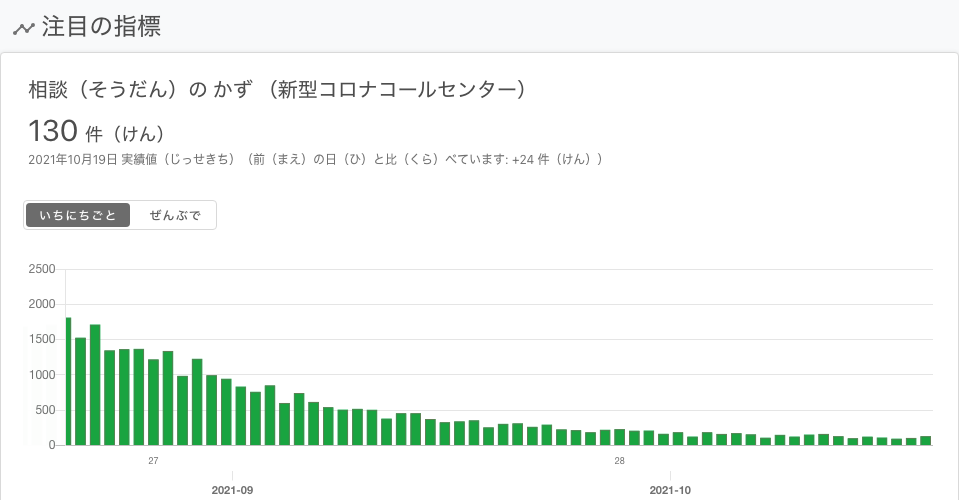 注目の指標
相談（そうだん）の かず （新型コロナコールセンター）
130 件（けん）
2021年10月19日 実績値（じっせきち）（前（まえ）の日（ひ）と比（くら）べています: +24 件（けん））
いちにちごと ぜんぶで
2500
2000
1500
1000
500
0
27 28
2021-09 2021-10